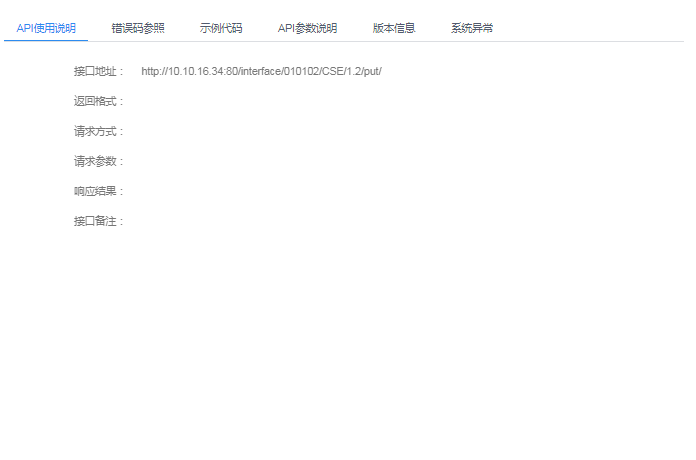 API使用说明 错误码参照 示例代码 API参数说明 版本信息 系统异常
接口地址： http://10.10.16.34:80/interface/010102/CSE/1.2/put/
返回格式：
请求方式：
请求参数：
响应结果：
接口备注：